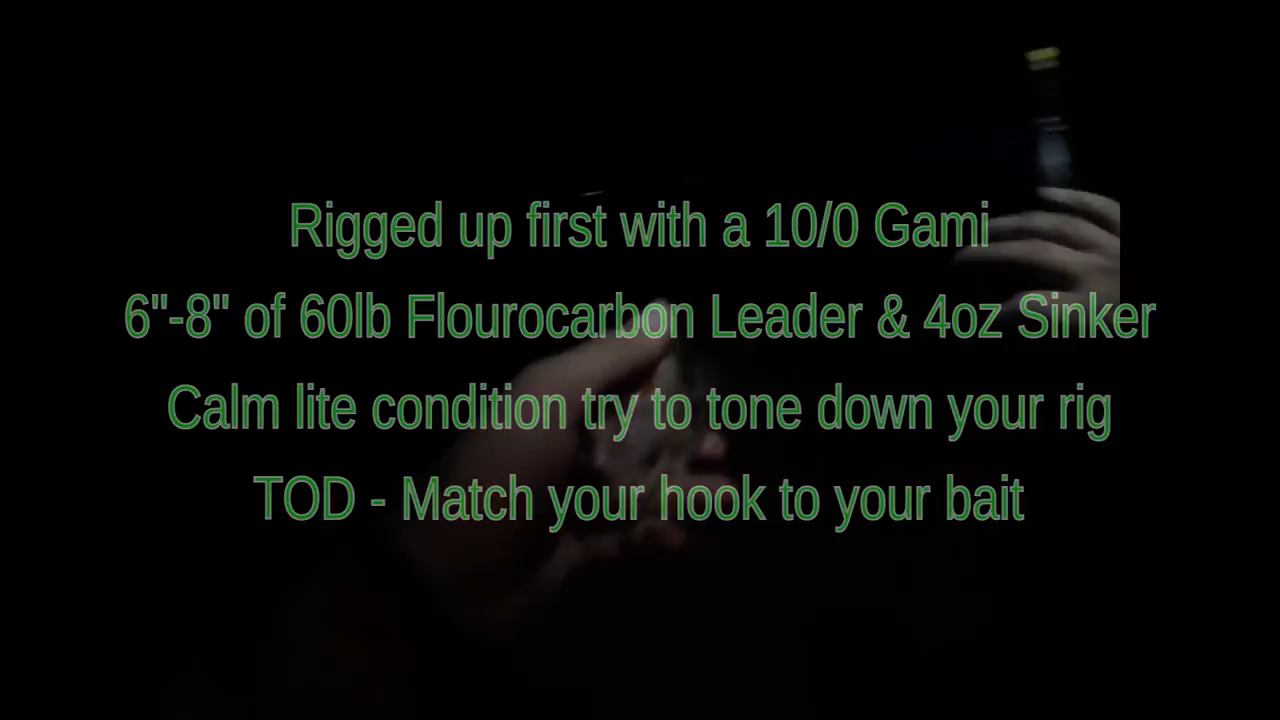 Rigged up first with a 10/0 Gami
6"-8" of 60lb Flourocarbon Leader & 4oz Sinker
Calm lite condition try to tone down your rig
TOD - Match your hook to your bait